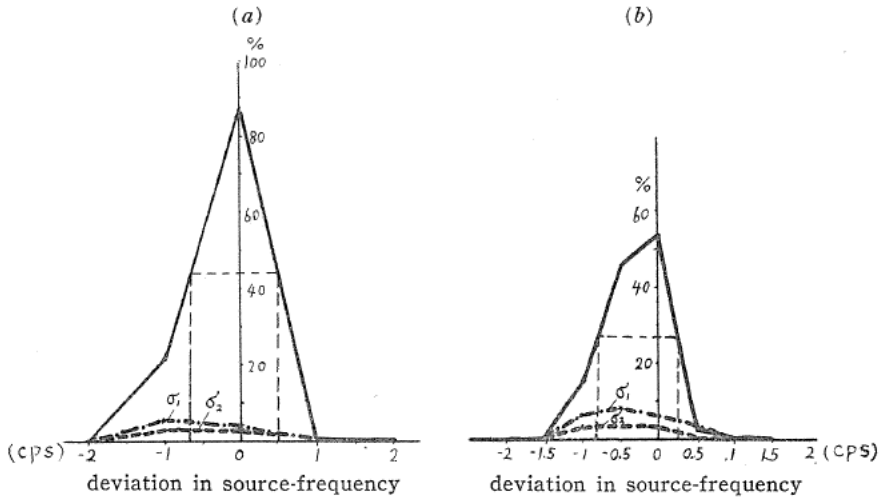 (a)
%
100
80
60
40
20
σ₁ σ₂
(cps) -2 -1 0 1 2
deviation in source-frequency
(b)
%
60
40
20
σ₁
σ₂
-2 -1.5 -1 -0.5 0 0.5 .1 1.5 2 (cps)
deviation in source-frequency